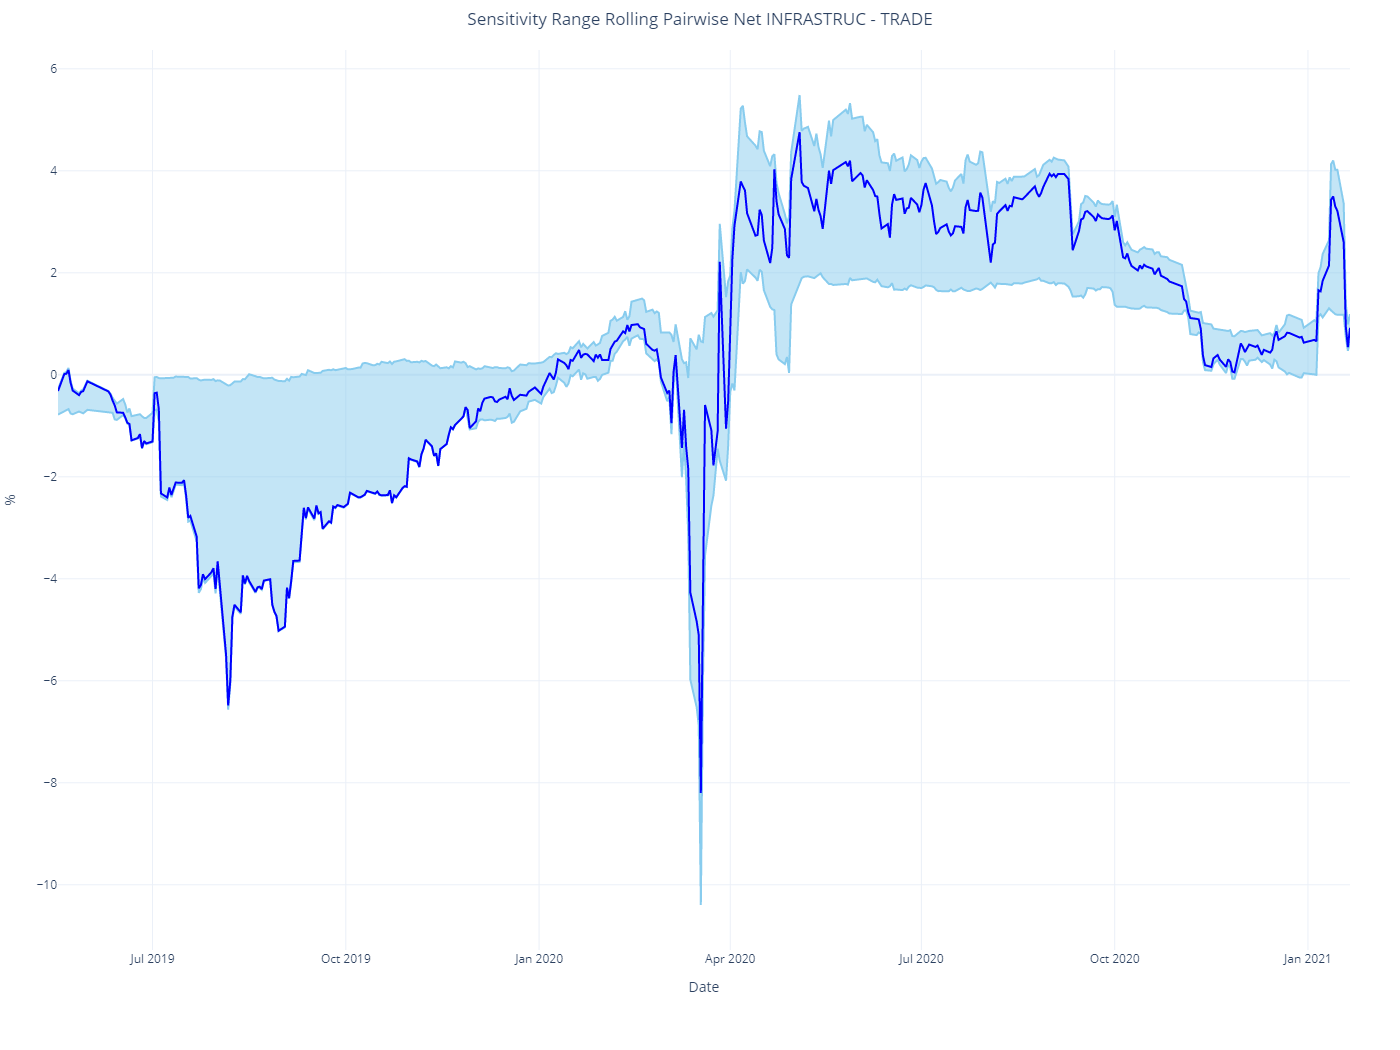 Sensitivity Range Rolling Pairwise Net INFRASTRUC - TRADE
6
4
2
0
−2
−4
−6
−8
−10
%
Jul 2019
Oct 2019
Jan 2020
Apr 2020
Jul 2020
Oct 2020
Jan 2021
Date